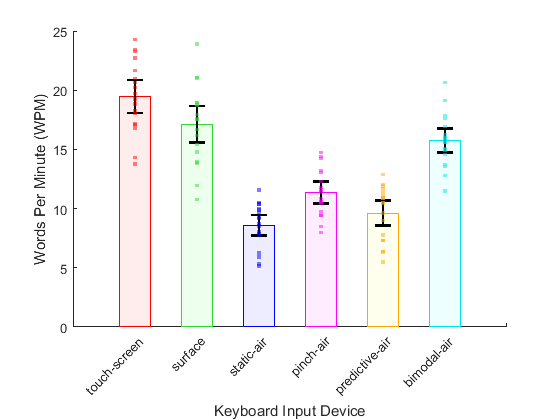 25
20
15
10
5
0
Words Per Minute (WPM)
touch-screen
surface
static-air
pinch-air
predictive-air
bimodal-air
Keyboard Input Device